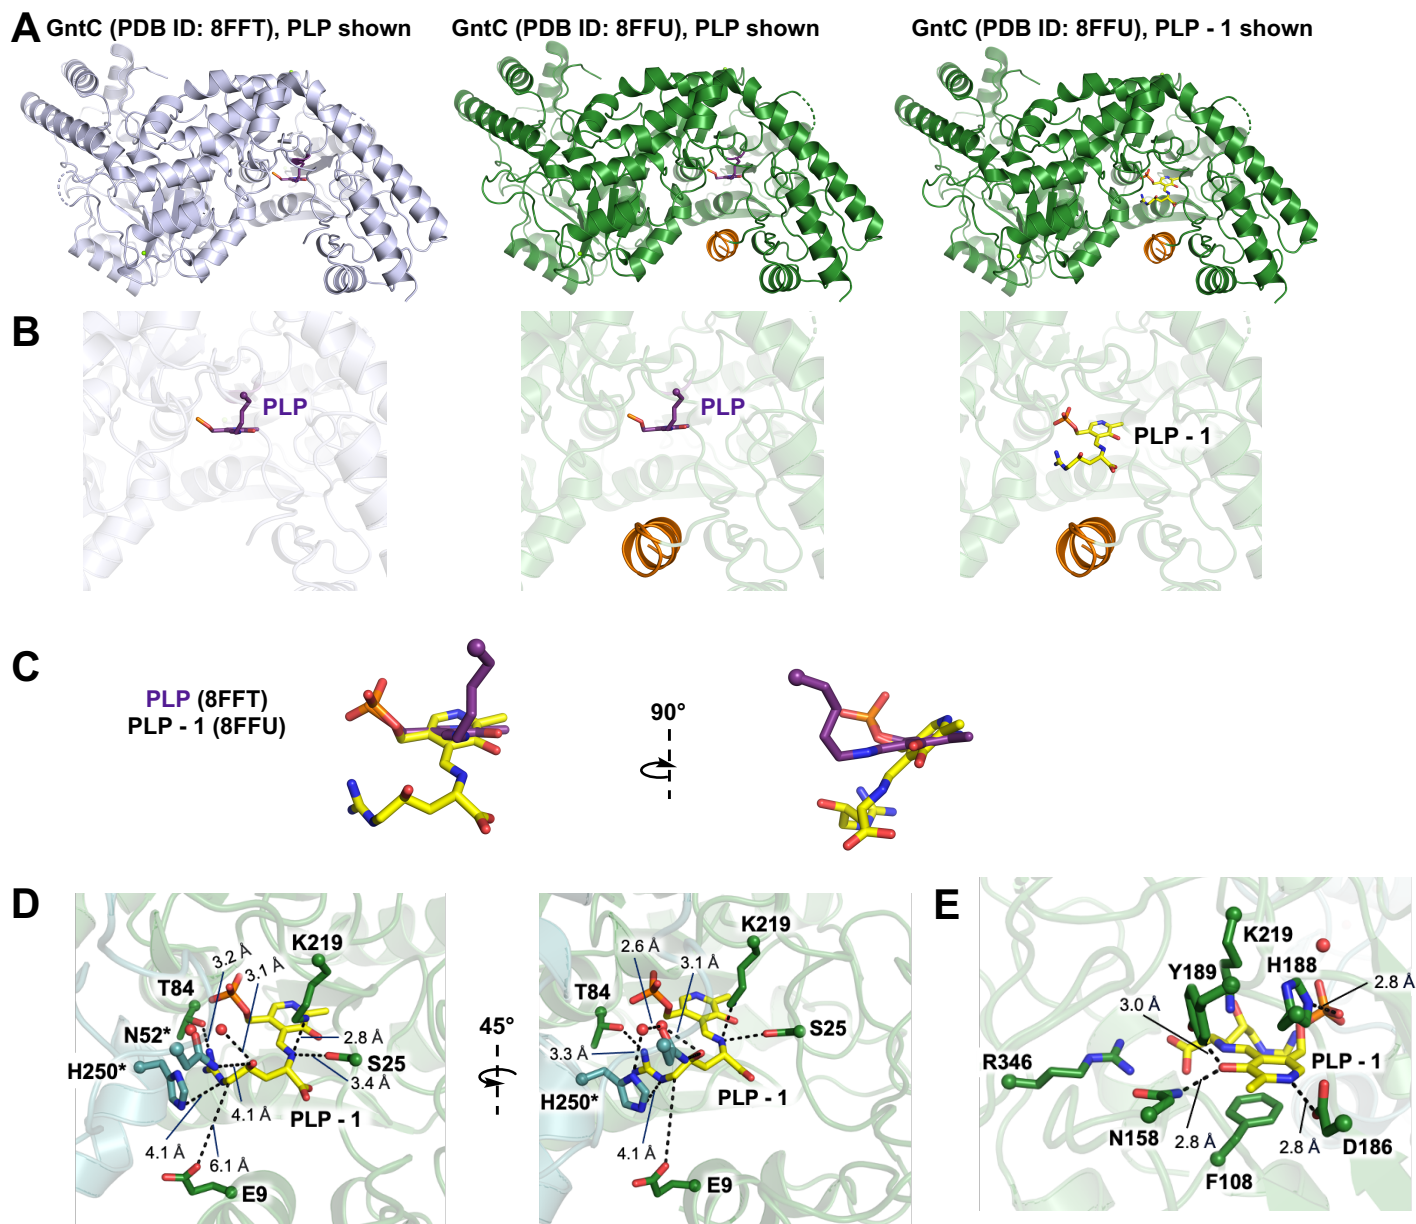 A
GntC (PDB ID: 8FFT), PLP shown
GntC (PDB ID: 8FFU), PLP shown
GntC (PDB ID: 8FFU), PLP - 1 shown
B
PLP
PLP
PLP - 1
C
PLP (8FFT)
PLP - 1 (8FFU)
90°
D
K219
3.2 Å
3.1 Å
T84
N52*
H250*
2.8 Å
S25
3.4 Å
PLP - 1
4.1 Å
4.1 Å
6.1 Å
E9
45°
K219
2.6 Å
3.1 Å
T84
S25
3.3 Å
H250*
PLP - 1
4.1 Å
E9
E
K219
Y189
H188
2.8 Å
3.0 Å
R346
PLP - 1
N158
2.8 Å
2.8 Å
D186
F108